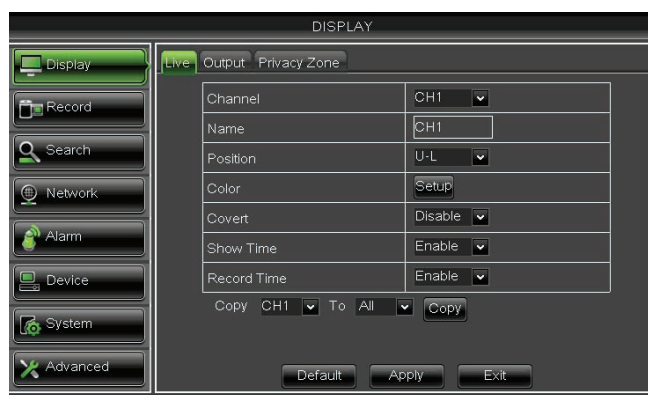 DISPLAY
Display
Record
Search
Network
Alarm
Device
System
Advanced
Live Output Privacy Zone
Channel CH1
Name CH1
Position U-L
Color Setup
Covert Disable
Show Time Enable
Record Time Enable
Copy CH1 To All Copy
Default Apply Exit